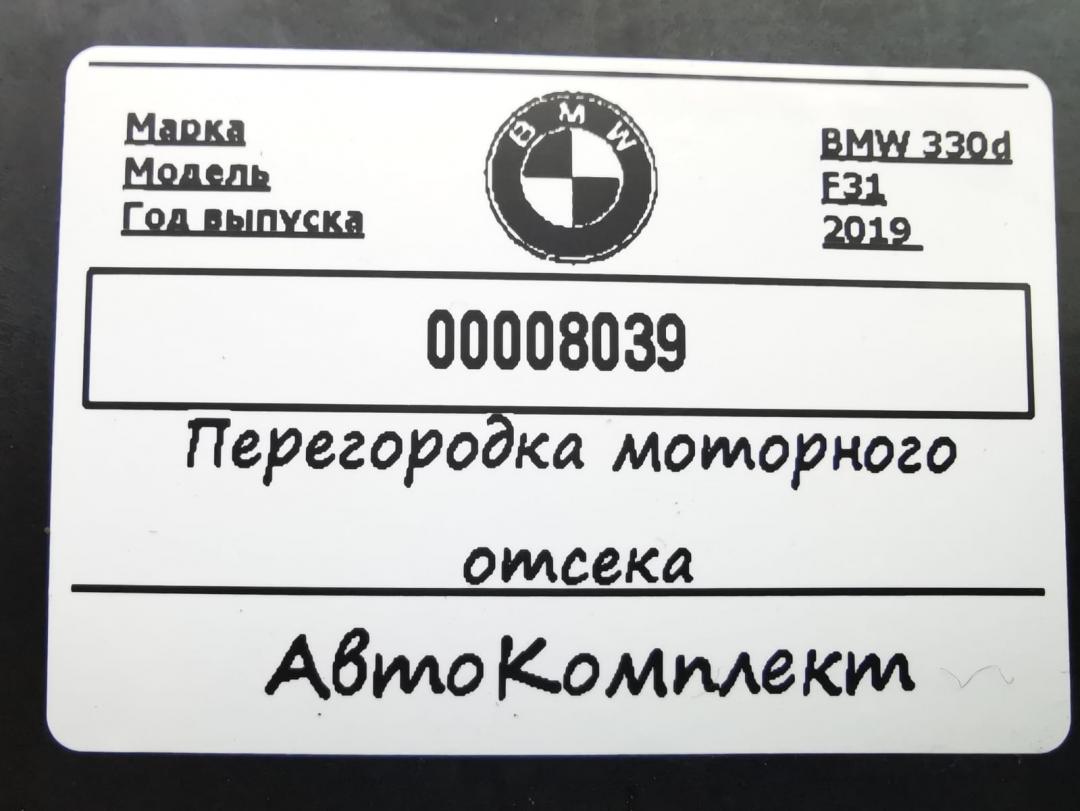 Марка
Модель
Год выпуска
BMW
BMW 330d
F31
2019
00008039
Перегородка моторного
отсека
АвтоКомплект